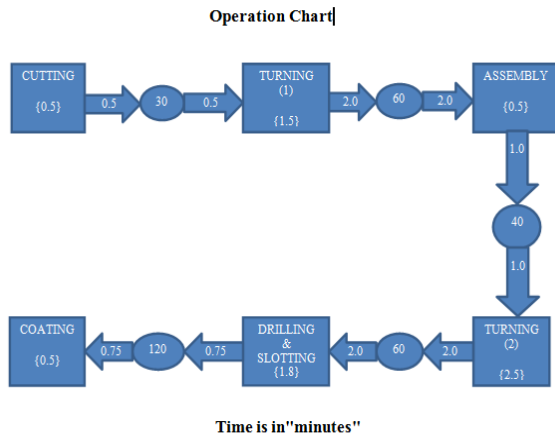 Operation Chart
CUTTING
{0.5}
0.5
30
0.5
TURNING
(1)
{1.5}
2.0
60
2.0
ASSEMBLY
{0.5}
1.0
40
1.0
TURNING
(2)
{2.5}
2.0
60
2.0
DRILLING
&
SLOTTING
{1.8}
0.75
120
0.75
COATING
{0.5}
Time is in"minutes"